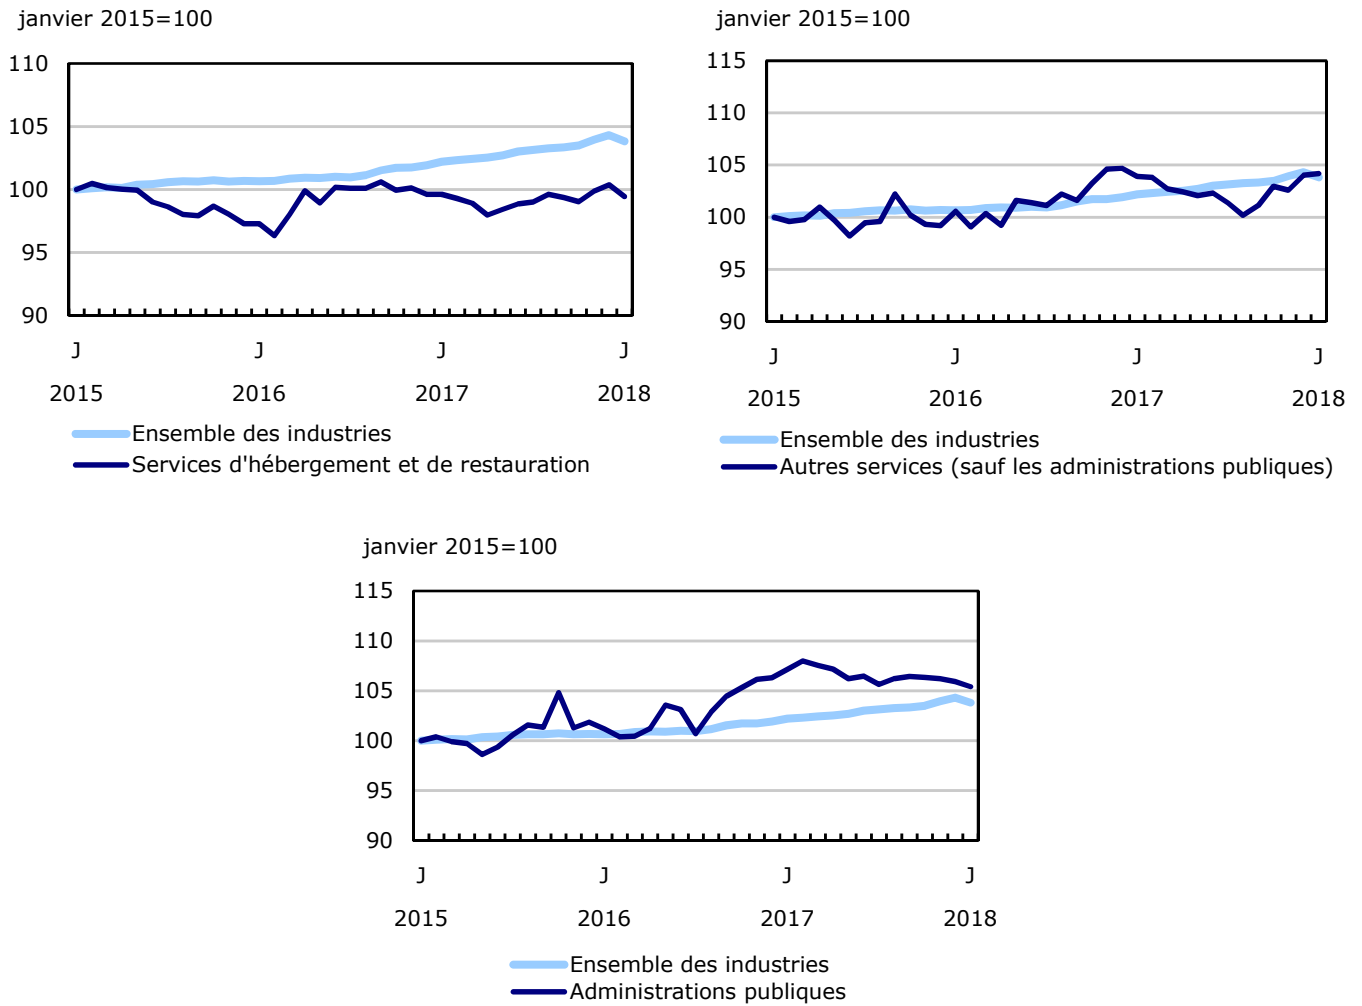 janvier 2015=100
110
105
100
95
90
J J J J
2015 2016 2017 2018
Ensemble des industries
Services d'hébergement et de restauration
janvier 2015=100
115
110
105
100
95
90
J J J J
2015 2016 2017 2018
Ensemble des industries
Autres services (sauf les administrations publiques)
janvier 2015=100
115
110
105
100
95
90
J J J J
2015 2016 2017 2018
Ensemble des industries
Administrations publiques